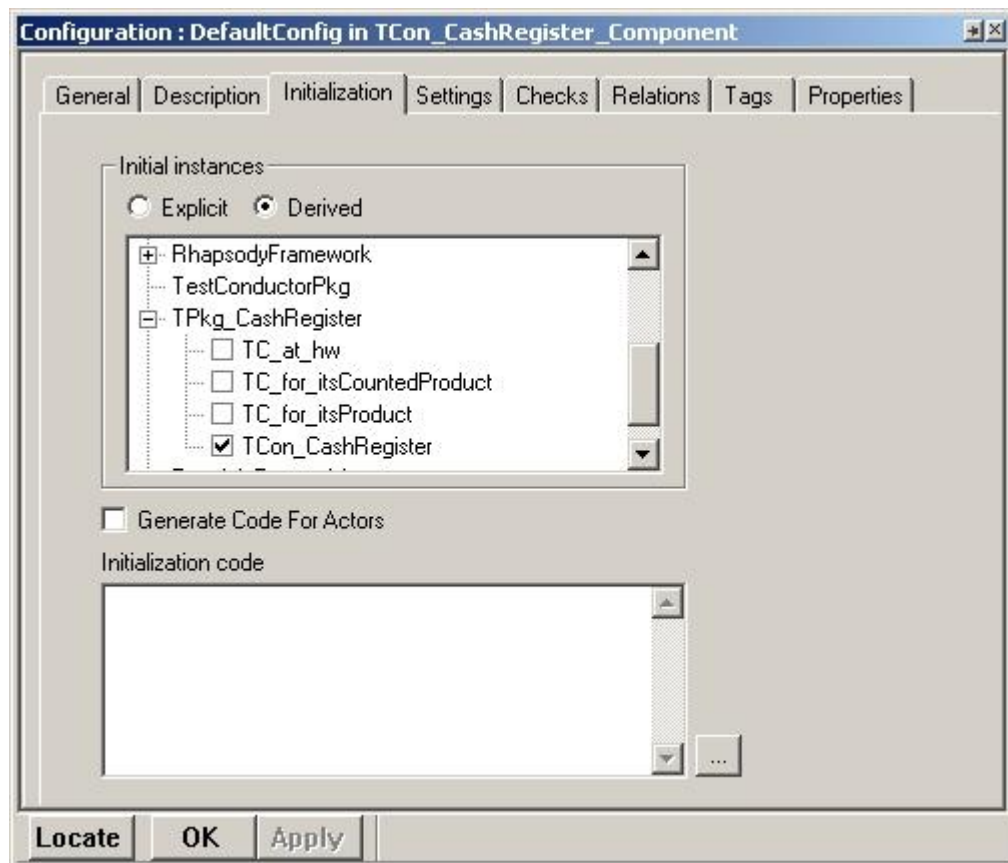 Configuration : DefaultConfig in TCon_CashRegister_Component
General Description Initialization Settings Checks Relations Tags Properties
Initial instances
Explicit Derived
RhapsodyFramework
TestConductorPkg
TPkg_CashRegister
TC_at_hw
TC_for_itsCountedProduct
TC_for_itsProduct
TCon_CashRegister
Generate Code For Actors
Initialization code
...
Locate OK Apply